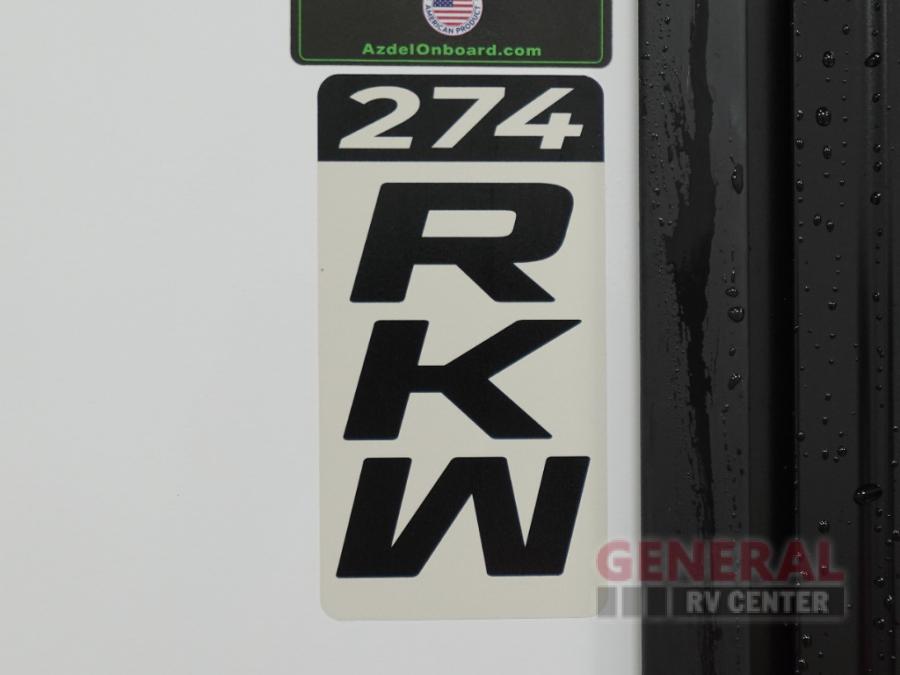 AMERICAN PRODUCT
AzdelOnboard.com
274
R
K
W
GENERAL
RV CENTER